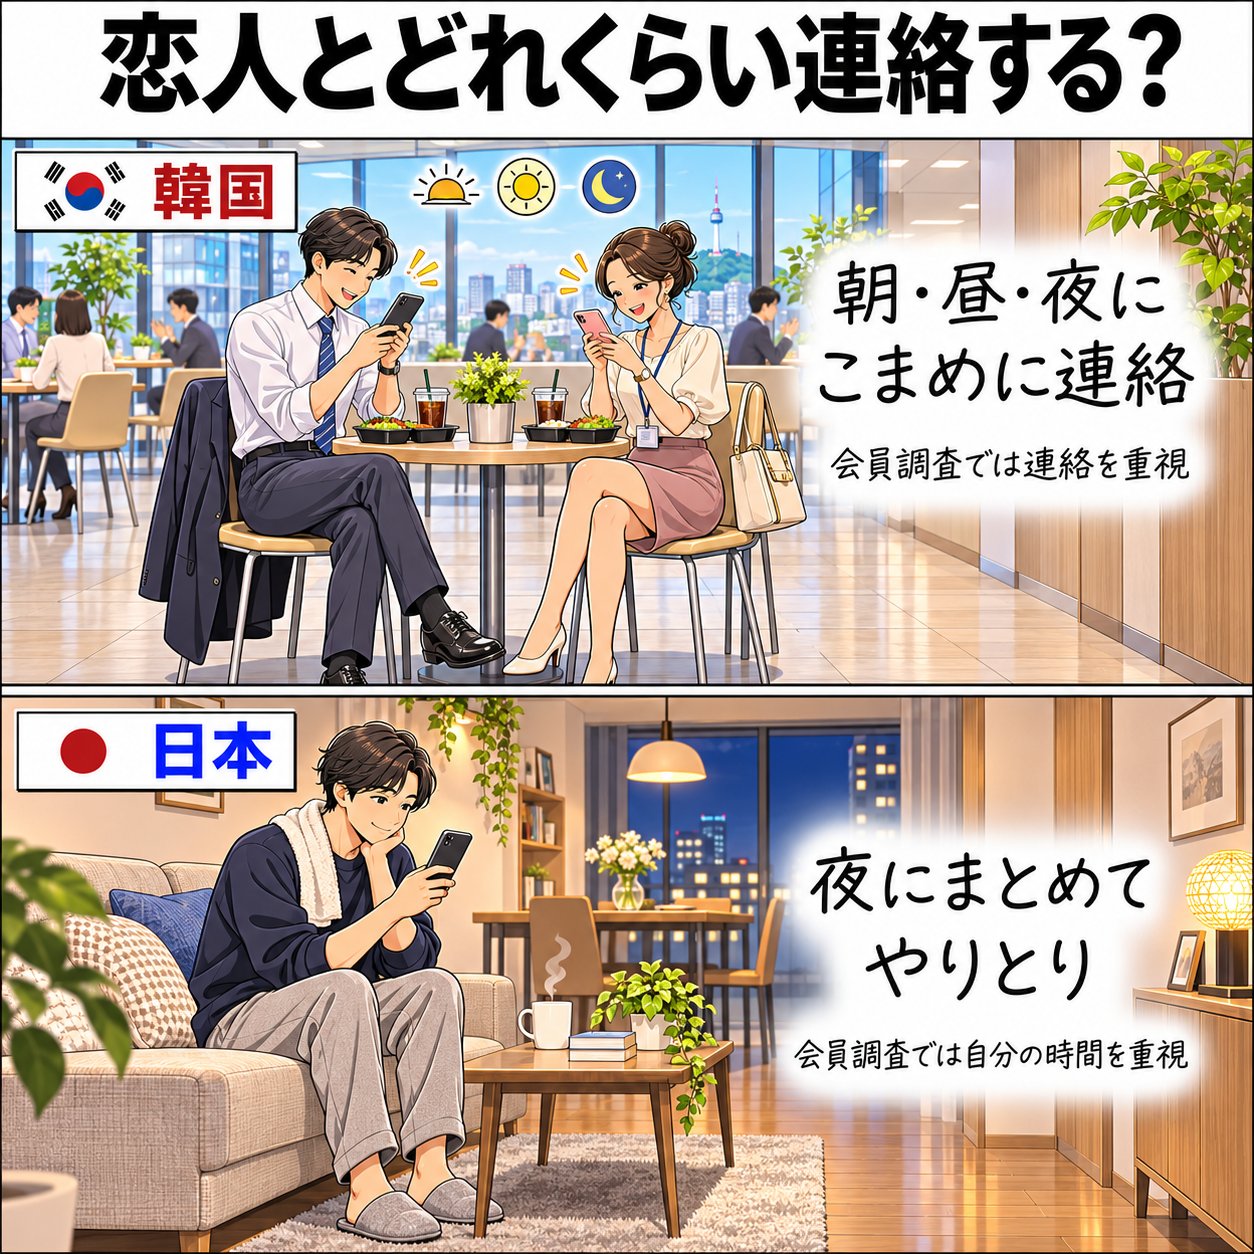 恋人とどれくらい連絡する?
韓国
朝・昼・夜に
こまめに連絡
会員調査では連絡を重視
日本
夜にまとめて
やりとり
会員調査では自分の時間を重視